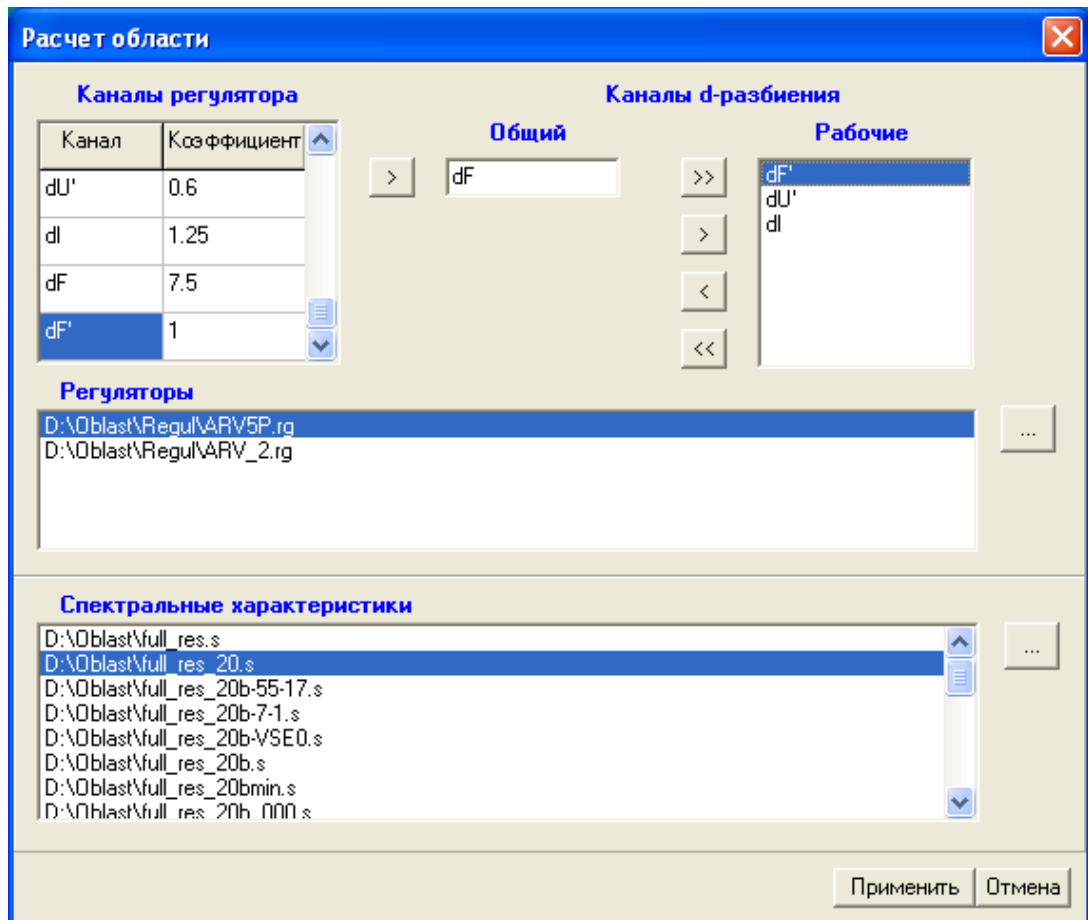 Расчет области
Каналы регулятора
Каналы d-разбиения
Канал Коэффициент
Общий
Рабочие
dU' 0.6
dI 1.25
dF 7.5
dF' 1
>
dF
>>
>
<
<<
dF'
dU'
dI
Регуляторы
D:\Oblast\Regul\ARV5P.rg
D:\Oblast\Regul\ARV_2.rg
...
Спектральные характеристики
D:\Oblast\full_res.s
D:\Oblast\full_res_20.s
D:\Oblast\full_res_20b-55-17.s
D:\Oblast\full_res_20b-7-1.s
D:\Oblast\full_res_20b-VSE0.s
D:\Oblast\full_res_20b.s
D:\Oblast\full_res_20bmin.s
D:\Oblast\full_res_20b_000.s
...
Применить Отмена